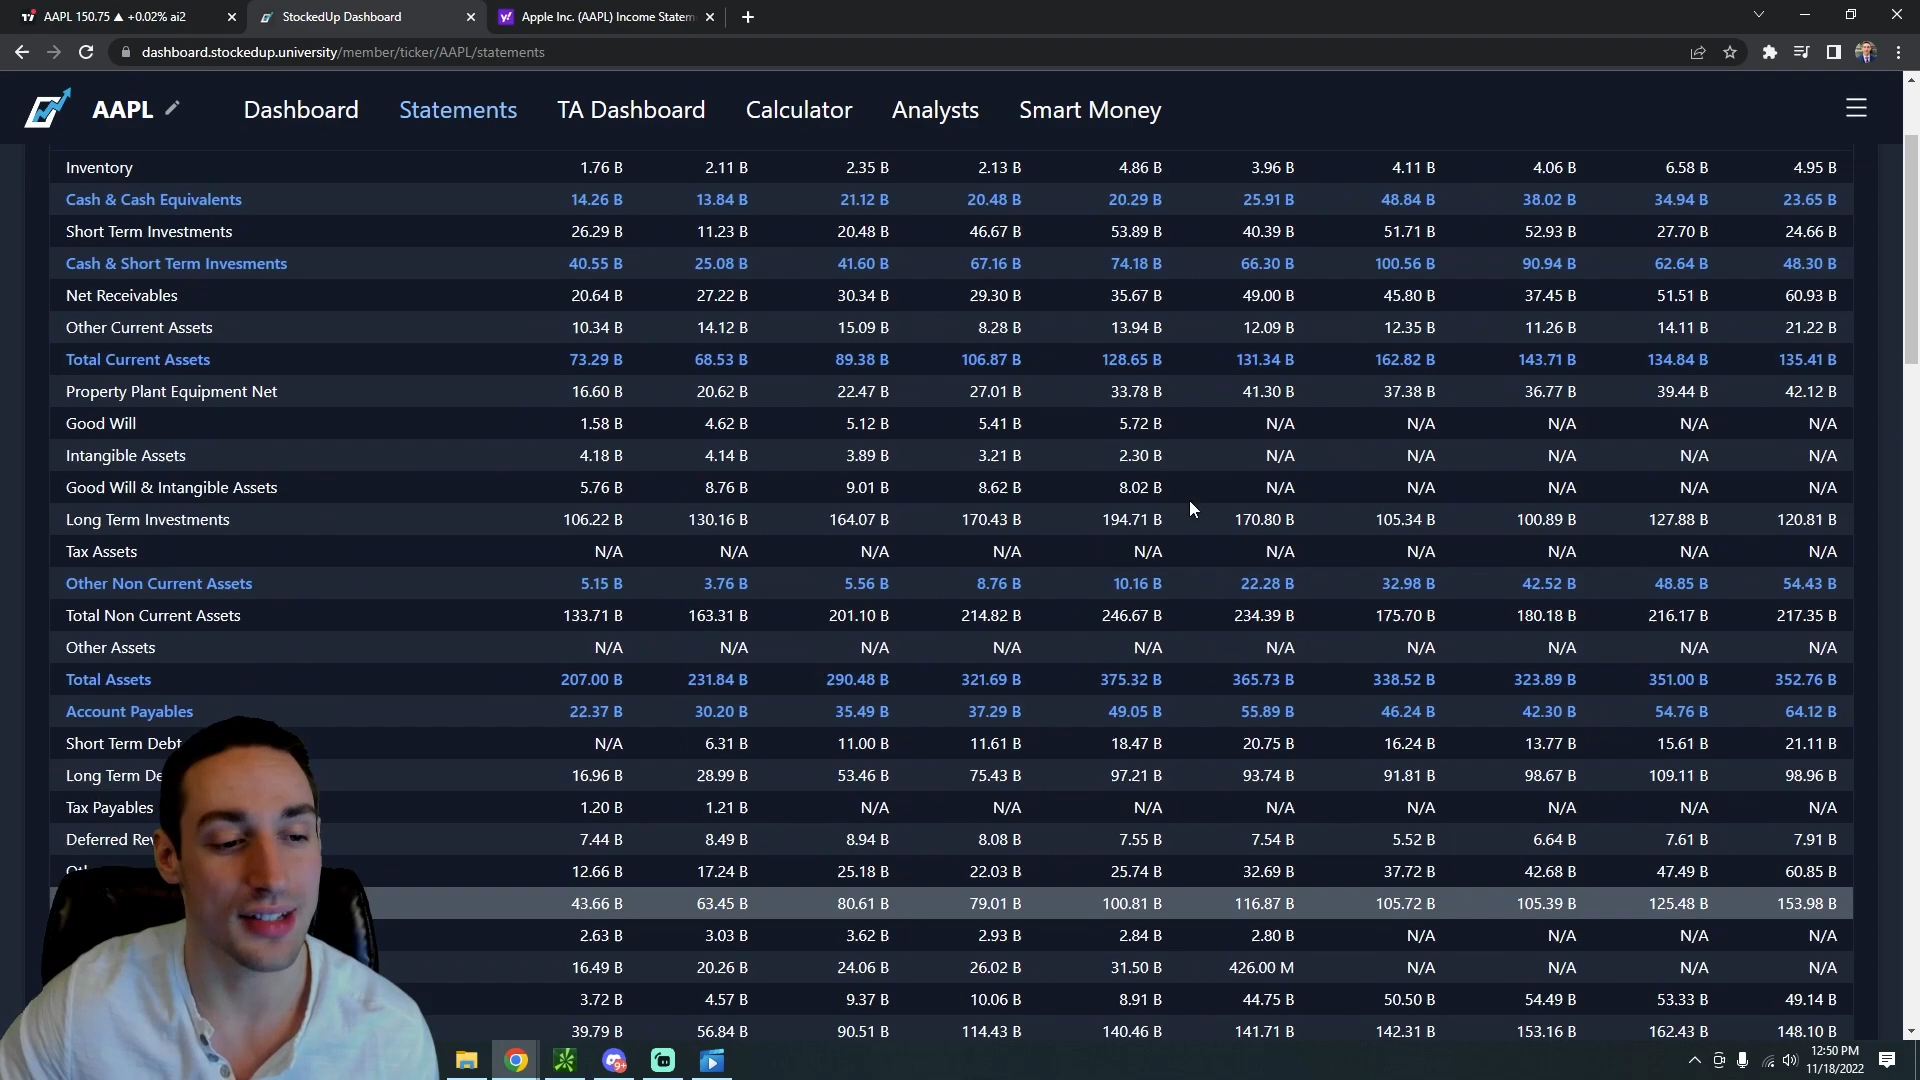 AAPL 150.75 ▲ +0.02% ai2
StockedUp Dashboard
Apple Inc. (AAPL) Income Statem
dashboard.stockedup.university/member/ticker/AAPL/statements
AAPL Dashboard Statements TA Dashboard Calculator Analysts Smart Money
Inventory 1.76 B 2.11 B 2.35 B 2.13 B 4.86 B 3.96 B 4.11 B 4.06 B 6.58 B 4.95 B
Cash & Cash Equivalents 14.26 B 13.84 B 21.12 B 20.48 B 20.29 B 25.91 B 48.84 B 38.02 B 34.94 B 23.65 B
Short Term Investments 26.29 B 11.23 B 20.48 B 46.67 B 53.89 B 40.39 B 51.71 B 52.93 B 27.70 B 24.66 B
Cash & Short Term Invesments 40.55 B 25.08 B 41.60 B 67.16 B 74.18 B 66.30 B 100.56 B 90.94 B 62.64 B 48.30 B
Net Receivables 20.64 B 27.22 B 30.34 B 29.30 B 35.67 B 49.00 B 45.80 B 37.45 B 51.51 B 60.93 B
Other Current Assets 10.34 B 14.12 B 15.09 B 8.28 B 13.94 B 12.09 B 12.35 B 11.26 B 14.11 B 21.22 B
Total Current Assets 73.29 B 68.53 B 89.38 B 106.87 B 128.65 B 131.34 B 162.82 B 143.71 B 134.84 B 135.41 B
Property Plant Equipment Net 16.60 B 20.62 B 22.47 B 27.01 B 33.78 B 41.30 B 37.38 B 36.77 B 39.44 B 42.12 B
Good Will 1.58 B 4.62 B 5.12 B 5.41 B 5.72 B N/A N/A N/A N/A N/A
Intangible Assets 4.18 B 4.14 B 3.89 B 3.21 B 2.30 B N/A N/A N/A N/A N/A
Good Will & Intangible Assets 5.76 B 8.76 B 9.01 B 8.62 B 8.02 B N/A N/A N/A N/A N/A
Long Term Investments 106.22 B 130.16 B 164.07 B 170.43 B 194.71 B 170.80 B 105.34 B 100.89 B 127.88 B 120.81 B
Tax Assets N/A N/A N/A N/A N/A N/A N/A N/A N/A N/A
Other Non Current Assets 5.15 B 3.76 B 5.56 B 8.76 B 10.16 B 22.28 B 32.98 B 42.52 B 48.85 B 54.43 B
Total Non Current Assets 133.71 B 163.31 B 201.10 B 214.82 B 246.67 B 234.39 B 175.70 B 180.18 B 216.17 B 217.35 B
Other Assets N/A N/A N/A N/A N/A N/A N/A N/A N/A N/A
Total Assets 207.00 B 231.84 B 290.48 B 321.69 B 375.32 B 365.73 B 338.52 B 323.89 B 351.00 B 352.76 B
Account Payables 22.37 B 30.20 B 35.49 B 37.29 B 49.05 B 55.89 B 46.24 B 42.30 B 54.76 B 64.12 B
Short Term Debt N/A 6.31 B 11.00 B 11.61 B 18.47 B 20.75 B 16.24 B 13.77 B 15.61 B 21.11 B
Long Term De 16.96 B 28.99 B 53.46 B 75.43 B 97.21 B 93.74 B 91.81 B 98.67 B 109.11 B 98.96 B
Tax Payables 1.20 B 1.21 B N/A N/A N/A N/A N/A N/A N/A N/A
Deferred Rev 7.44 B 8.49 B 8.94 B 8.08 B 7.55 B 7.54 B 5.52 B 6.64 B 7.61 B 7.91 B
12.66 B 17.24 B 25.18 B 22.03 B 25.74 B 32.69 B 37.72 B 42.68 B 47.49 B 60.85 B
43.66 B 63.45 B 80.61 B 79.01 B 100.81 B 116.87 B 105.72 B 105.39 B 125.48 B 153.98 B
2.63 B 3.03 B 3.62 B 2.93 B 2.84 B 2.80 B N/A N/A N/A N/A
16.49 B 20.26 B 24.06 B 26.02 B 31.50 B 426.00 M N/A N/A N/A N/A
3.72 B 4.57 B 9.37 B 10.06 B 8.91 B 44.75 B 50.50 B 54.49 B 53.33 B 49.14 B
39.79 B 56.84 B 90.51 B 114.43 B 140.46 B 141.71 B 142.31 B 153.16 B 162.43 B 148.10 B
12:50 PM
11/18/2022